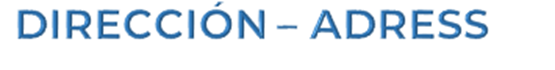 DIRECCIÓN – ADRESS